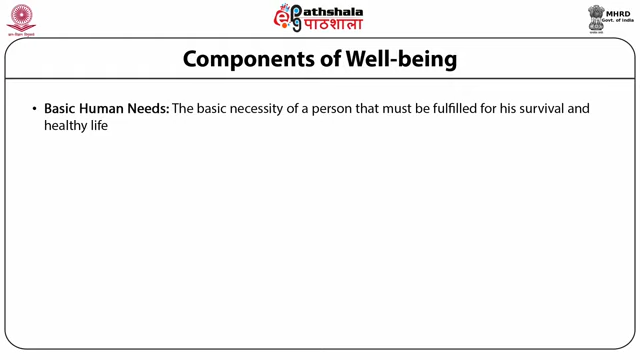 ePathshala
पाठशाला
MHRD
Govt. of India
Components of Well-being
• Basic Human Needs: The basic necessity of a person that must be fulfilled for his survival and
healthy life